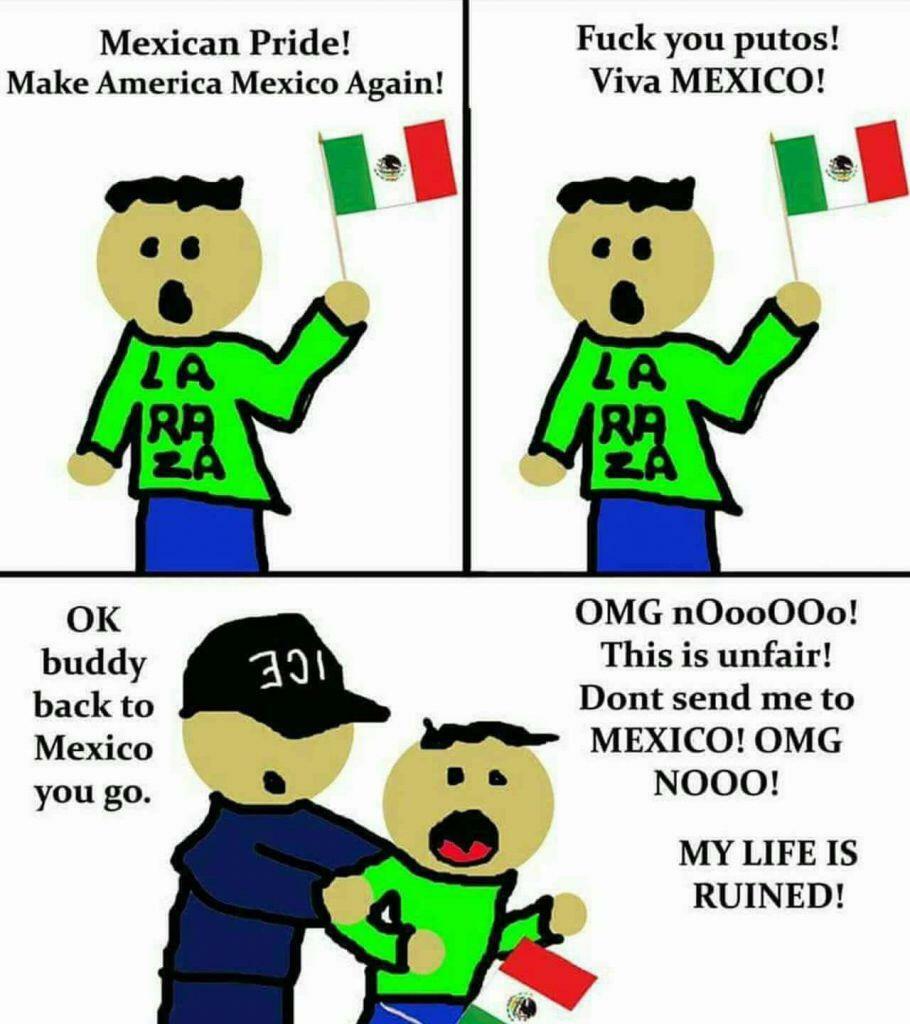 Mexican Pride!
Make America Mexico Again!
LA
RA
ZA
Fuck you putos!
Viva MEXICO!
LA
RA
ZA
OK
buddy
back to
Mexico
you go.
ICE
OMG nOooOOo!
This is unfair!
Dont send me to
MEXICO! OMG
NOOO!
MY LIFE IS
RUINED!